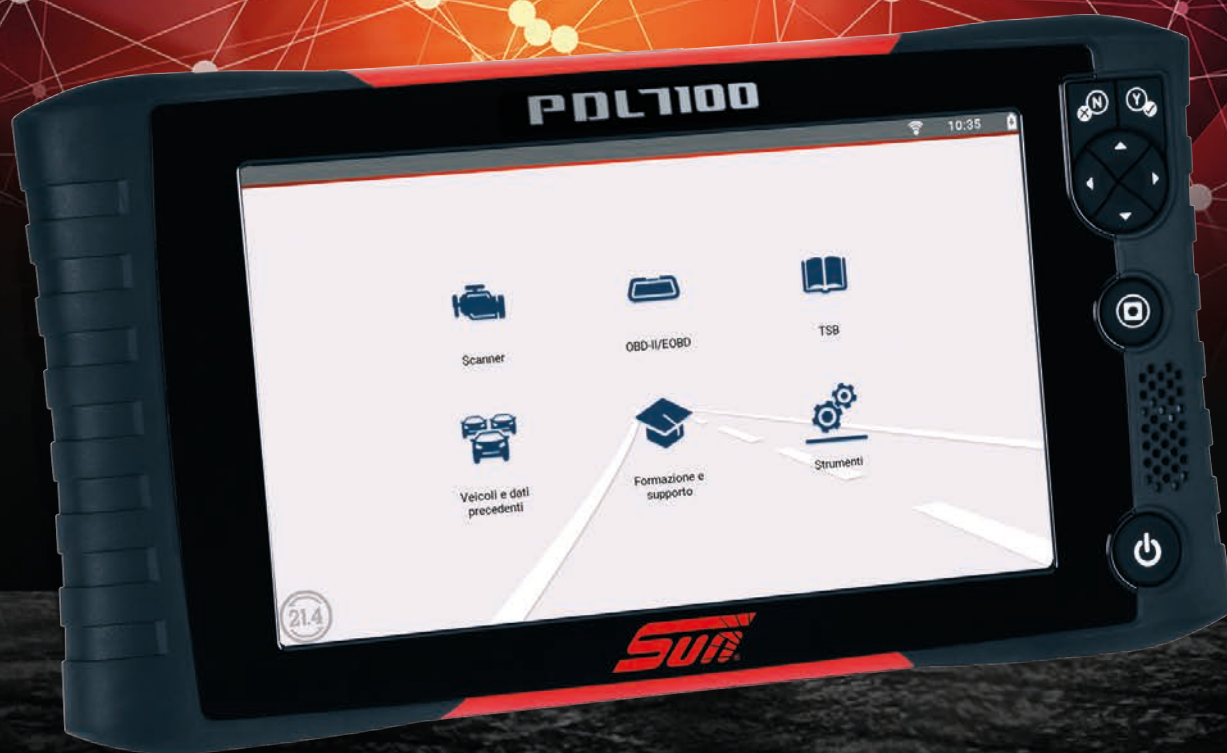 PDL7100
10:35
N
Y
Scanner
OBD-II/EOBD
TSB
Veicoli e dati
precedenti
Formazione e
supporto
Strumenti
21.4
Sun